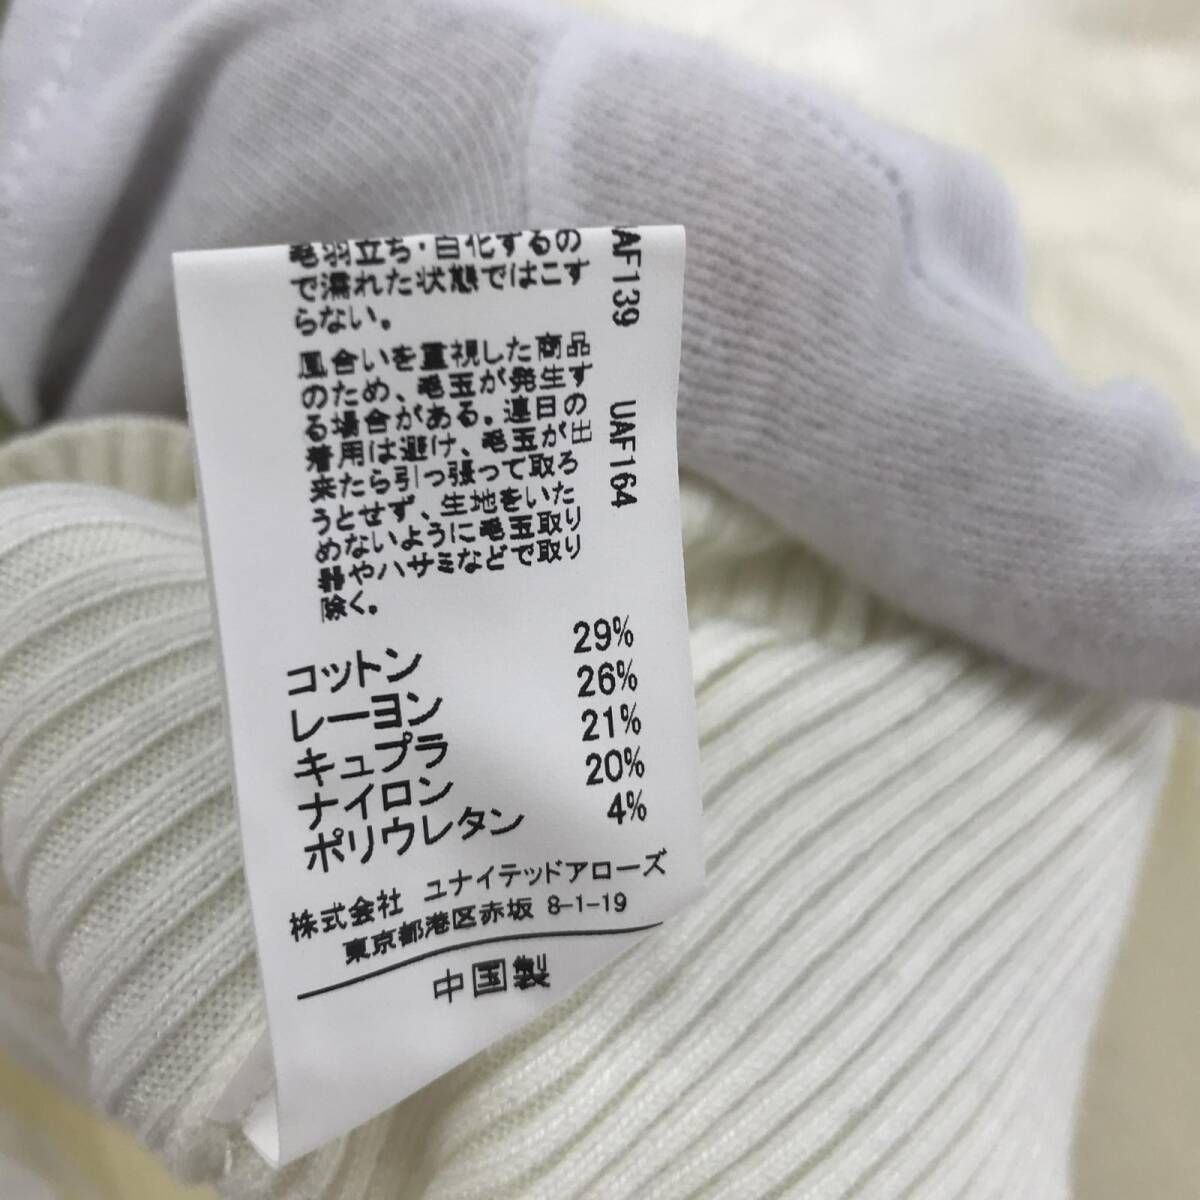 毛羽立ち・白化するの
で濡れた状態ではこす
らない。
風合いを重視した商品
のため、毛玉が発生す
る場合がある。連日の
着用は避け、毛玉が出
来たら引っ張って取ろ
うとせず、生地をいた
めないように毛玉取り
器やハサミなどで取り
除く。
UAF139
UAF164
コットン 29%
レーヨン 26%
キュプラ 21%
ナイロン 20%
ポリウレタン 4%
株式会社 ユナイテッドアローズ
東京都港区赤坂 8-1-19
中国製